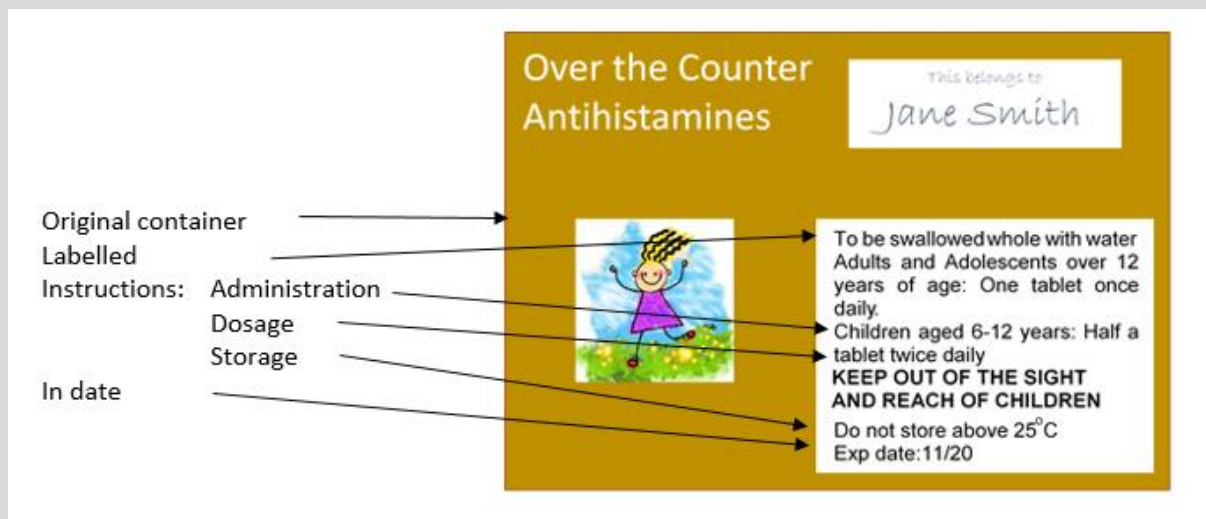 Over the Counter
Antihistamines
This belongs to
Jane Smith
Original container
Labelled
Instructions: Administration
Dosage
Storage
In date
To be swallowed whole with water
Adults and Adolescents over 12
years of age: One tablet once
daily.
Children aged 6-12 years: Half a
tablet twice daily
KEEP OUT OF THE SIGHT
AND REACH OF CHILDREN
Do not store above 25°C
Exp date:11/20